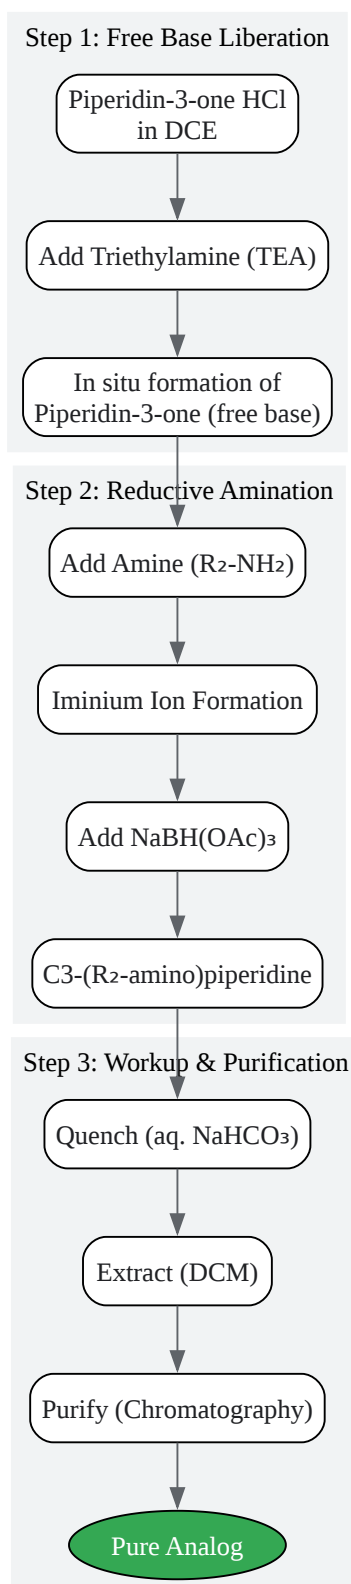 Step 1: Free Base Liberation
Piperidin-3-one HCl
in DCE
Add Triethylamine (TEA)
In situ formation of
Piperidin-3-one (free base)
Step 2: Reductive Amination
Add Amine (R₂-NH₂)
Iminium Ion Formation
Add NaBH(OAc)₃
C3-(R₂-amino)piperidine
Step 3: Workup & Purification
Quench (aq. NaHCO₃)
Extract (DCM)
Purify (Chromatography)
Pure Analog